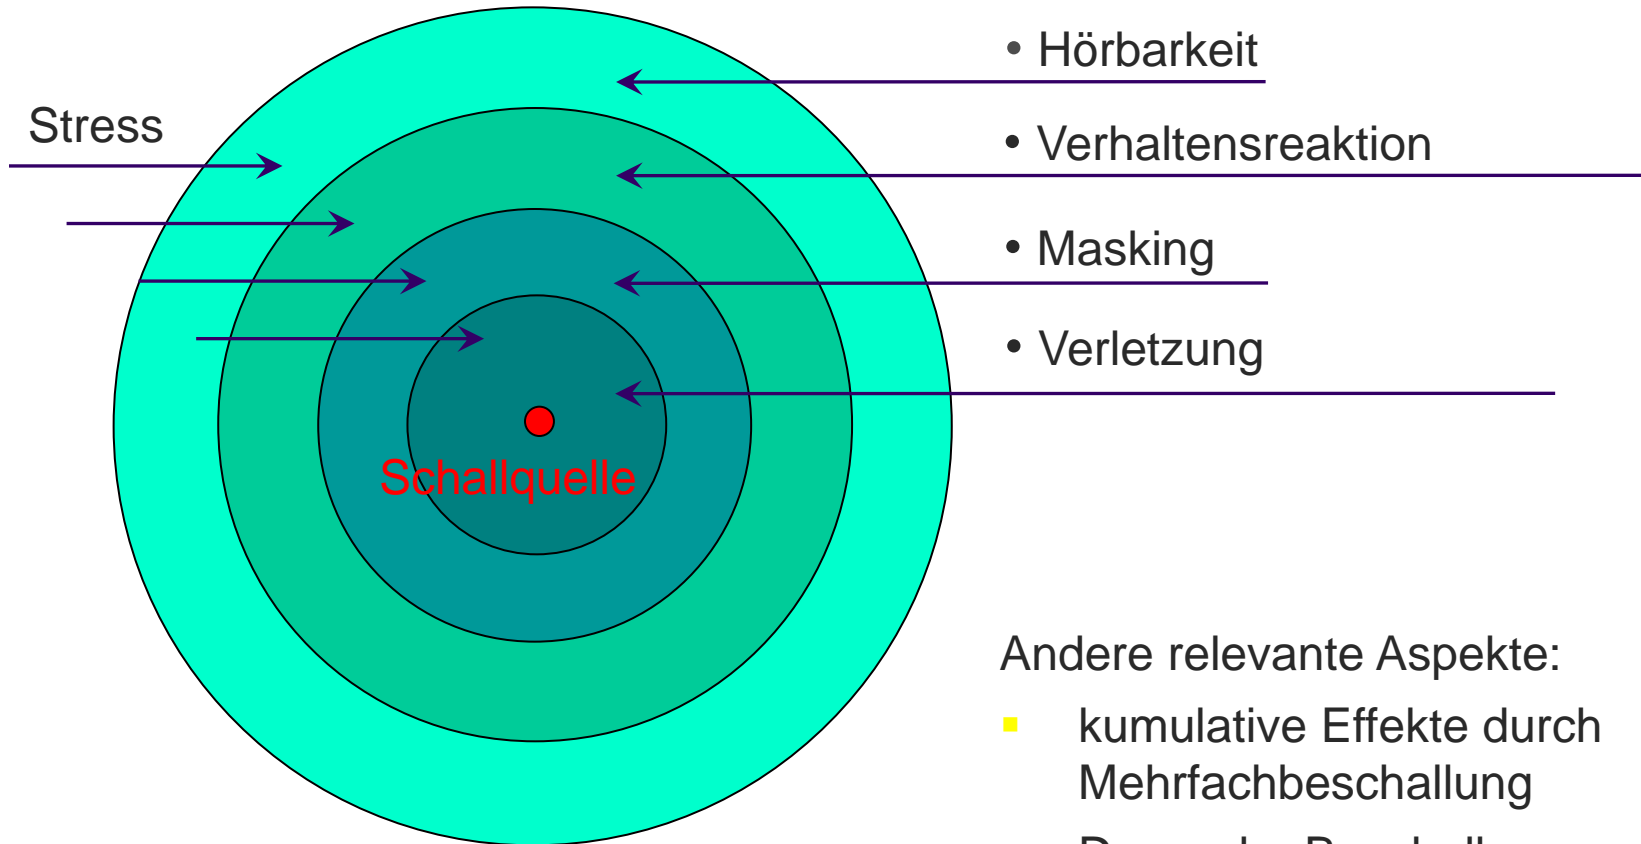 • Hörbarkeit
Stress
• Verhaltensreaktion
• Masking
• Verletzung
Schallquelle
Andere relevante Aspekte:
▪ kumulative Effekte durch
Mehrfachbeschallung